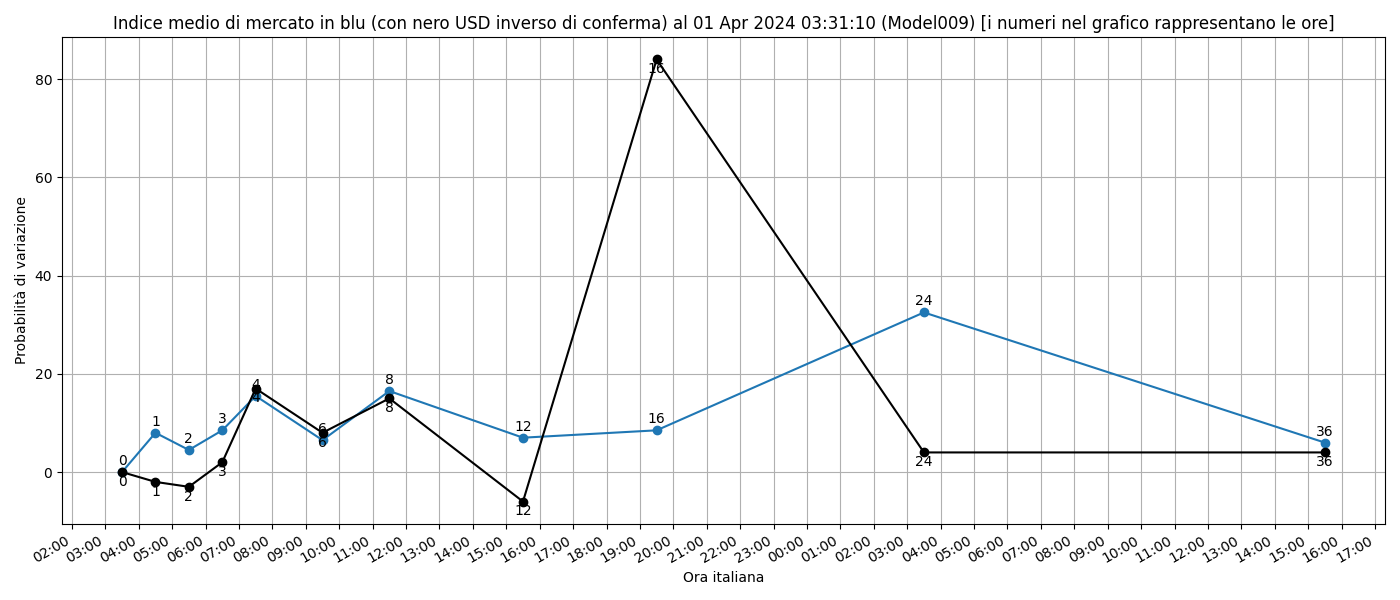 Indice medio di mercato in blu (con nero USD inverso di conferma) al 01 Apr 2024 03:31:10 (Model009) [i numeri nel grafico rappresentano le ore]
Probabilità di variazione
80
60
40
20
0
0 1 2 3 4 6 8 12 16 24 36
0 1 2 3 4 6 8 12 16 24 36
02:00 03:00 04:00 05:00 06:00 07:00 08:00 09:00 10:00 11:00 12:00 13:00 14:00 15:00 16:00 17:00 18:00 19:00 20:00 21:00 22:00 23:00 00:00 01:00 02:00 03:00 04:00 05:00 06:00 07:00 08:00 09:00 10:00 11:00 12:00 13:00 14:00 15:00 16:00 17:00
Ora italiana